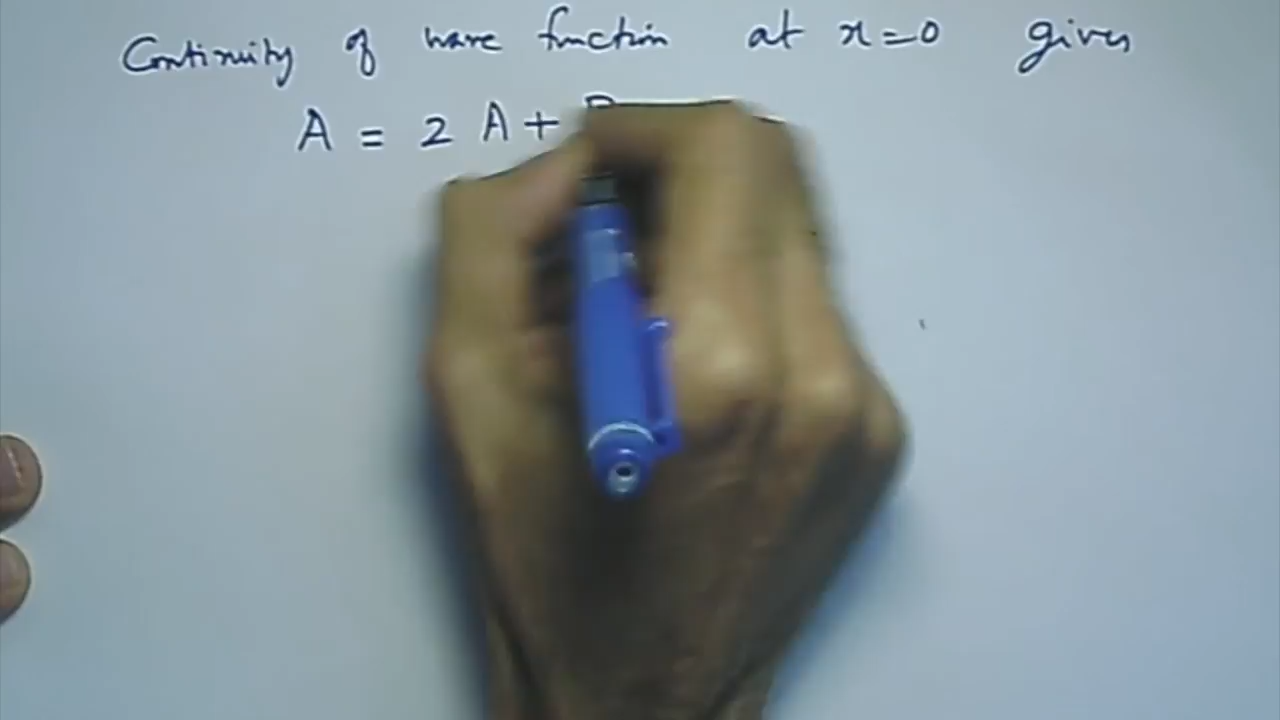 Continuity of wave function at x=0 gives
A = 2 A +